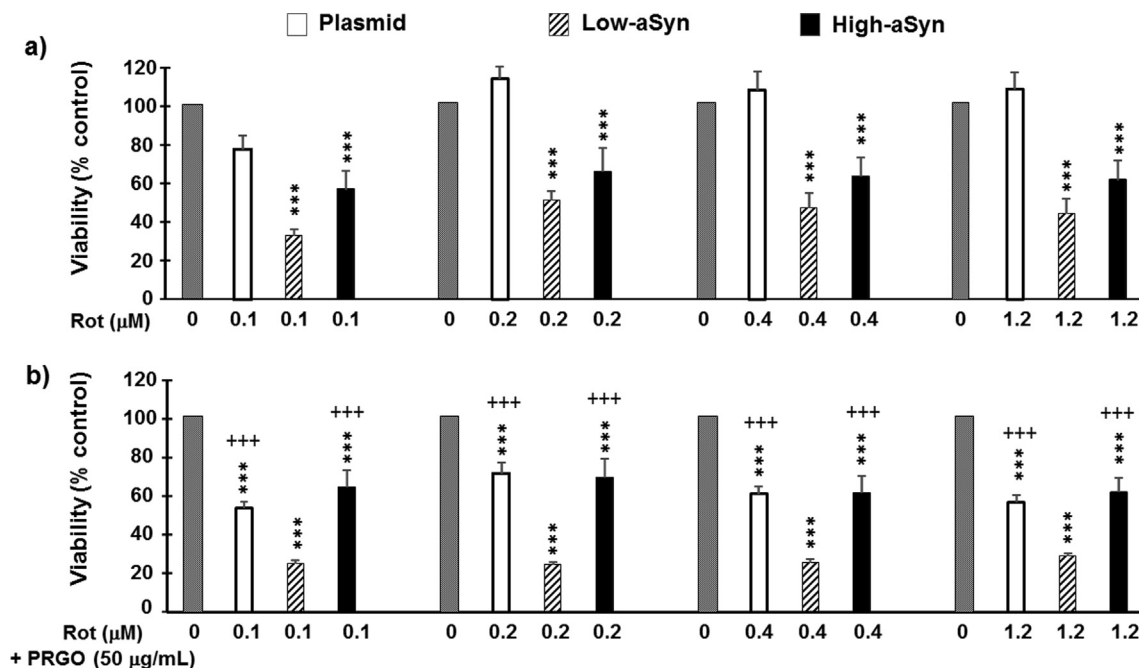 Plasmid Low-aSyn High-aSyn
a)
Viability (% control)
120
100
80
60
40
20
0
*** *** *** *** *** *** *** ***
Rot (μM) 0 0.1 0.1 0.1 0 0.2 0.2 0.2 0 0.4 0.4 0.4 0 1.2 1.2 1.2
b)
Viability (% control)
120
100
80
60
40
20
0
+++ +++ +++ +++ +++ +++ +++ +++
*** *** *** *** *** *** *** *** *** *** *** ***
Rot (μM) 0 0.1 0.1 0.1 0 0.2 0.2 0.2 0 0.4 0.4 0.4 0 1.2 1.2 1.2
+ PRGO (50 μg/mL)